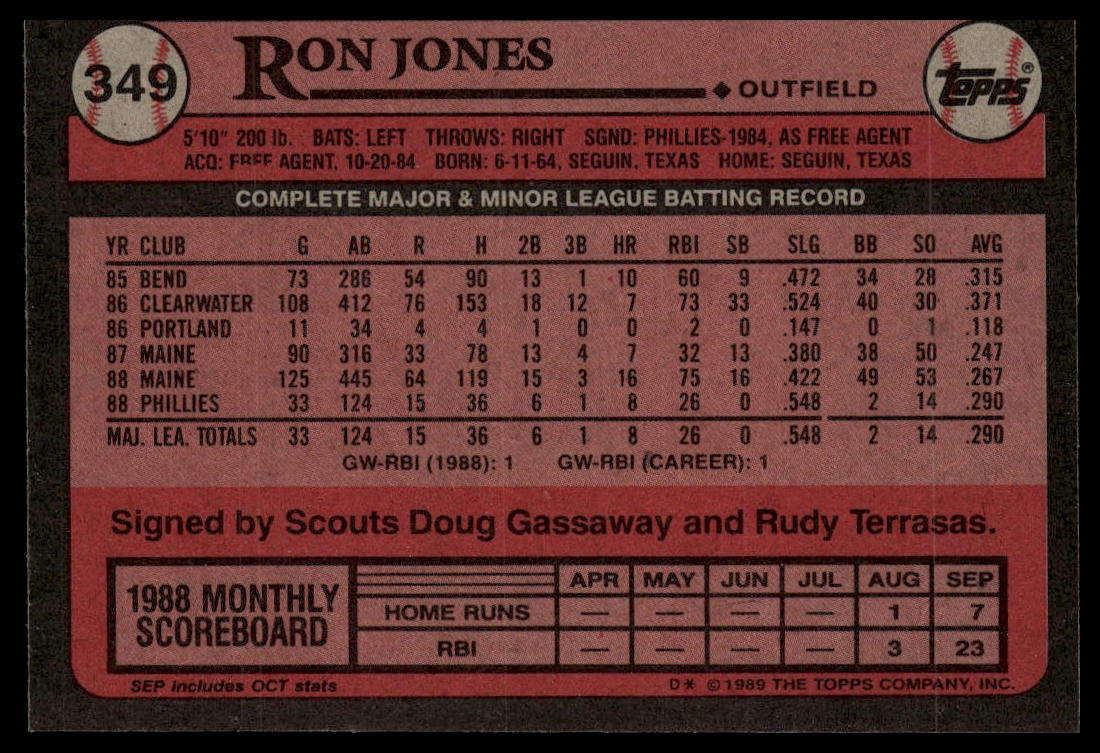 349
RON JONES
◆ OUTFIELD
TOPPS®
5'10" 200 lb. BATS: LEFT THROWS: RIGHT SGND: PHILLIES-1984, AS FREE AGENT
ACQ: FREE AGENT, 10-20-84 BORN: 6-11-64, SEGUIN, TEXAS HOME: SEGUIN, TEXAS
COMPLETE MAJOR & MINOR LEAGUE BATTING RECORD
YR CLUB G AB R H 2B 3B HR RBI SB SLG BB SO AVG
85 BEND 73 286 54 90 13 1 10 60 9 .472 34 28 .315
86 CLEARWATER 108 412 76 153 18 12 7 73 33 .524 40 30 .371
86 PORTLAND 11 34 4 4 1 0 0 2 0 .147 0 1 .118
87 MAINE 90 316 33 78 13 4 7 32 13 .380 38 50 .247
88 MAINE 125 445 64 119 15 3 16 75 16 .422 49 53 .267
88 PHILLIES 33 124 15 36 6 1 8 26 0 .548 2 14 .290
MAJ. LEA. TOTALS 33 124 15 36 6 1 8 26 0 .548 2 14 .290
GW-RBI (1988): 1 GW-RBI (CAREER): 1
Signed by Scouts Doug Gassaway and Rudy Terrasas.
1988 MONTHLY SCOREBOARD
APR MAY JUN JUL AUG SEP
HOME RUNS — — — — 1 7
RBI — — — — 3 23
SEP includes OCT stats
D* © 1989 THE TOPPS COMPANY, INC.